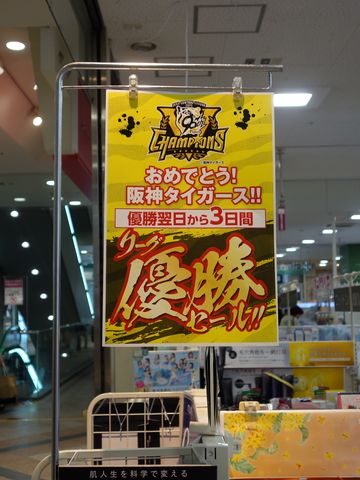 CHAMPIONS
おめでとう!
阪神タイガース!!
優勝翌日から3日間
リーグ
優勝
セール!!
肌人生を科学で変える